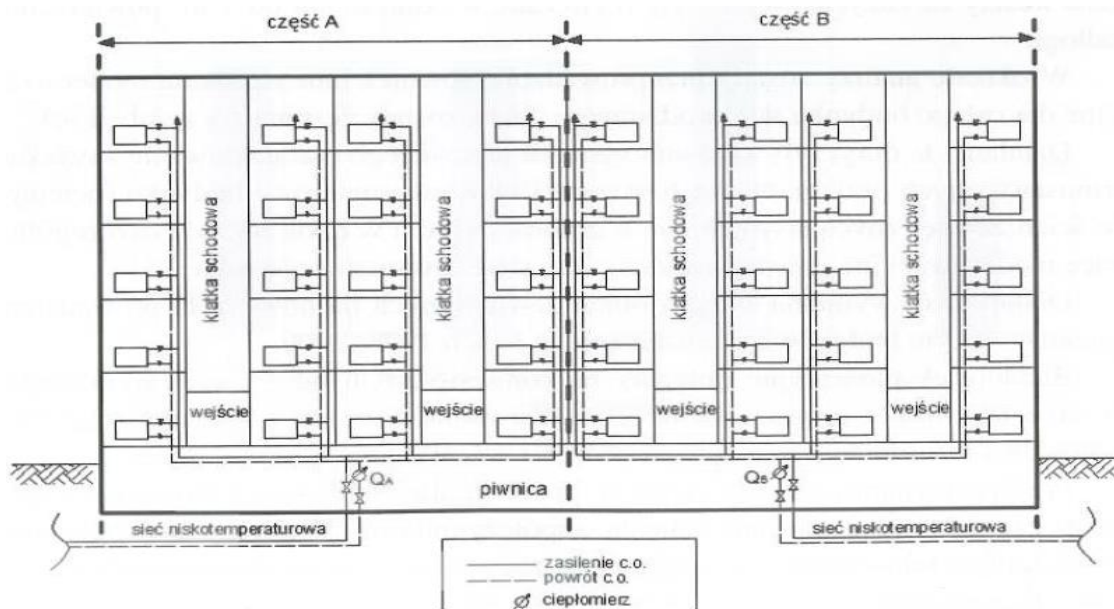 część A
część B
klatka schodowa
klatka schodowa
klatka schodowa
klatka schodowa
wejście
wejście
wejście
wejście
QA
QB
piwnica
sieć niskotemperaturowa
sieć niskotemperaturowa
zasilenie c.o.
powrót c.o.
ciepłomierz